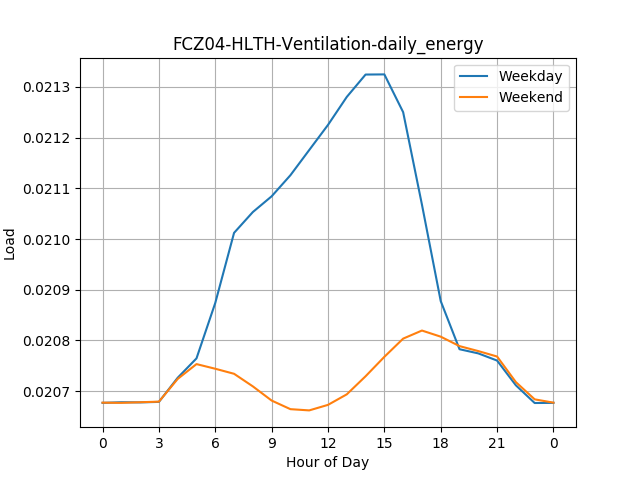 FCZ04-HLTH-Ventilation-daily_energy
Weekday
Weekend
Load
0.0213
0.0212
0.0211
0.0210
0.0209
0.0208
0.0207
0 3 6 9 12 15 18 21 0
Hour of Day